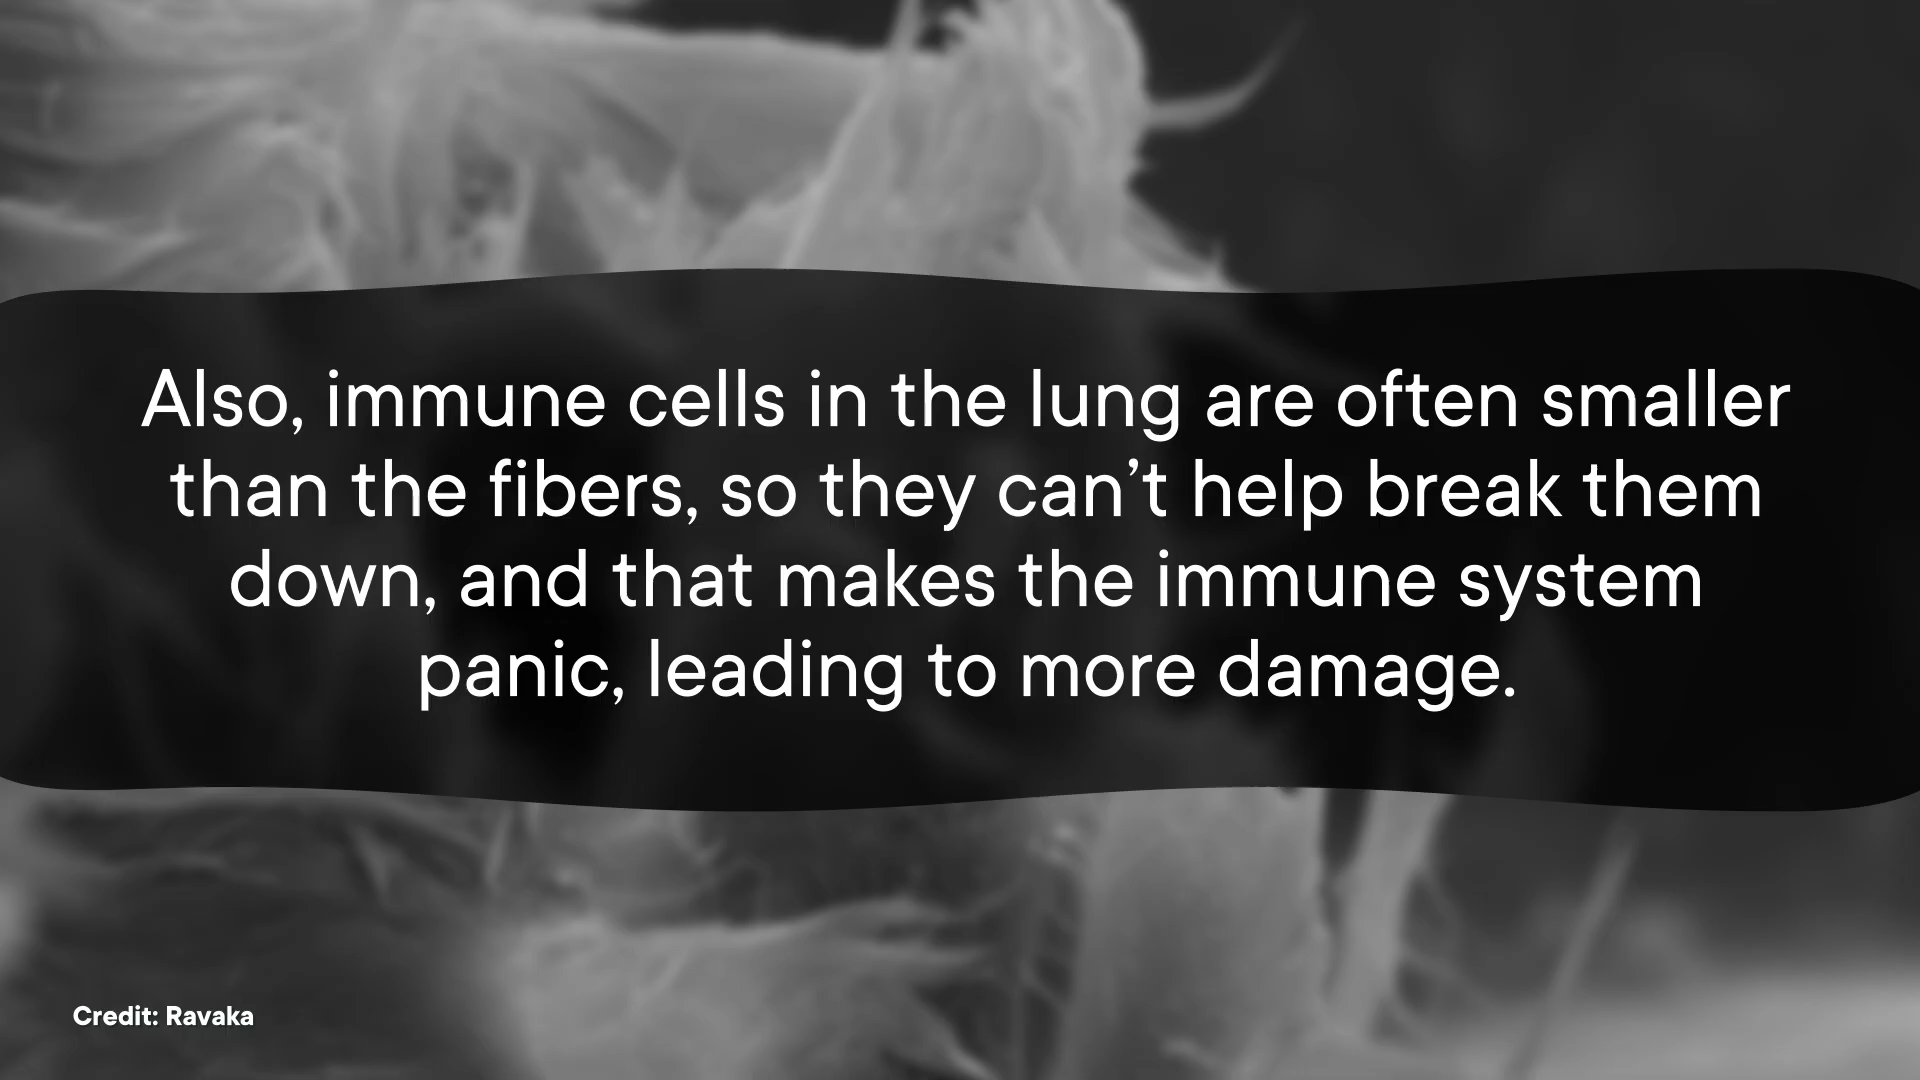 Also, immune cells in the lung are often smaller
than the fibers, so they can’t help break them
down, and that makes the immune system
panic, leading to more damage.
Credit: Ravaka